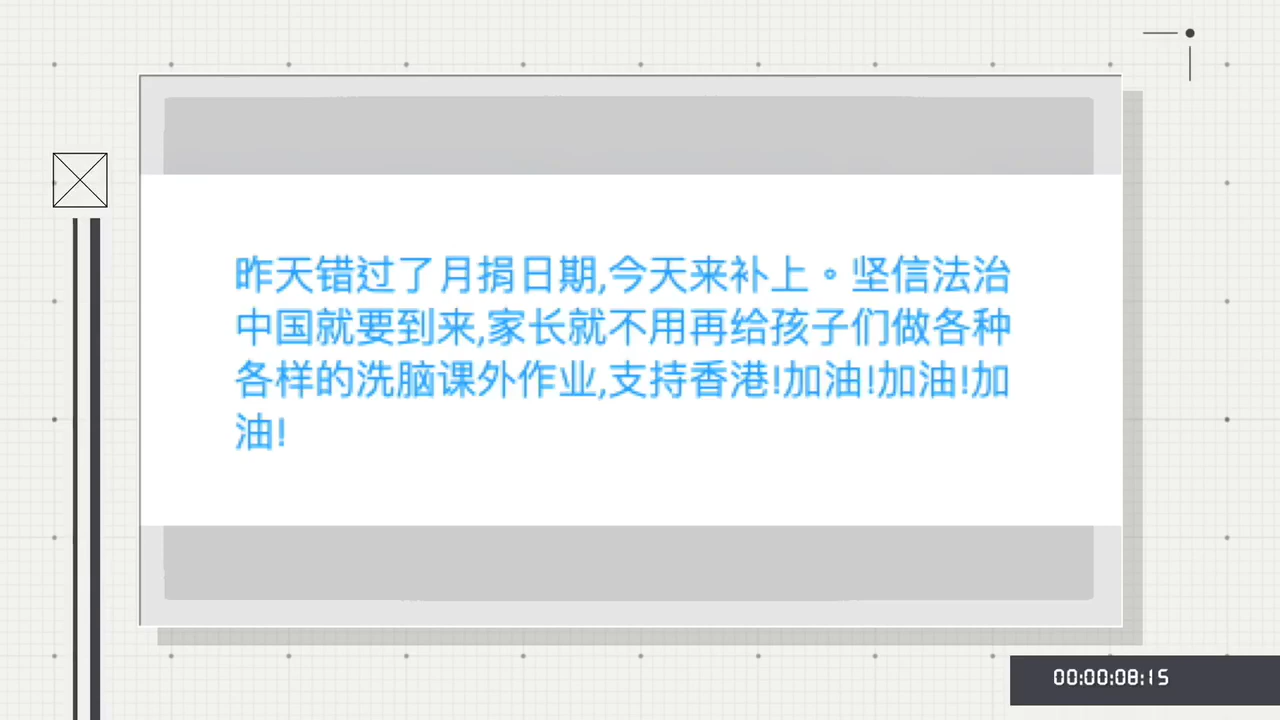 昨天错过了月捐日期,今天来补上。坚信法治
中国就要到来,家长就不用再给孩子们做各种
各样的洗脑课外作业,支持香港!加油!加油!加
油!
00:00:08:15